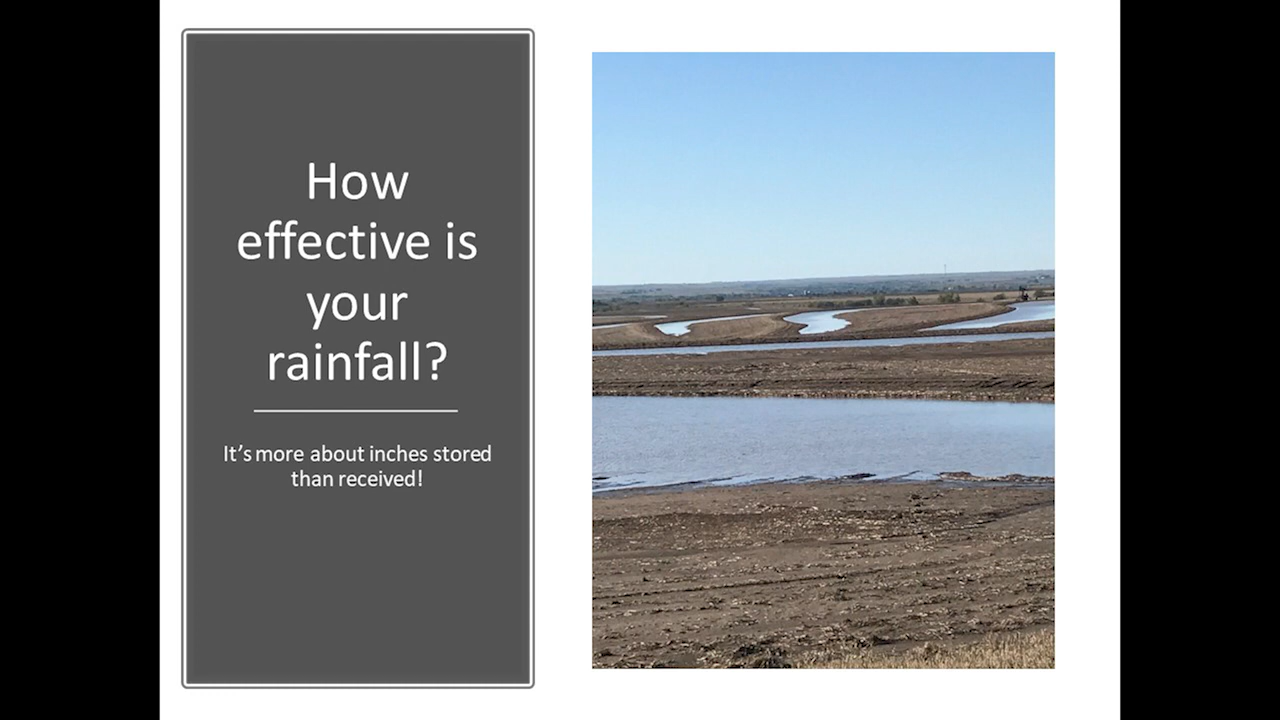 How
effective is
your
rainfall?
It's more about inches stored
than received!